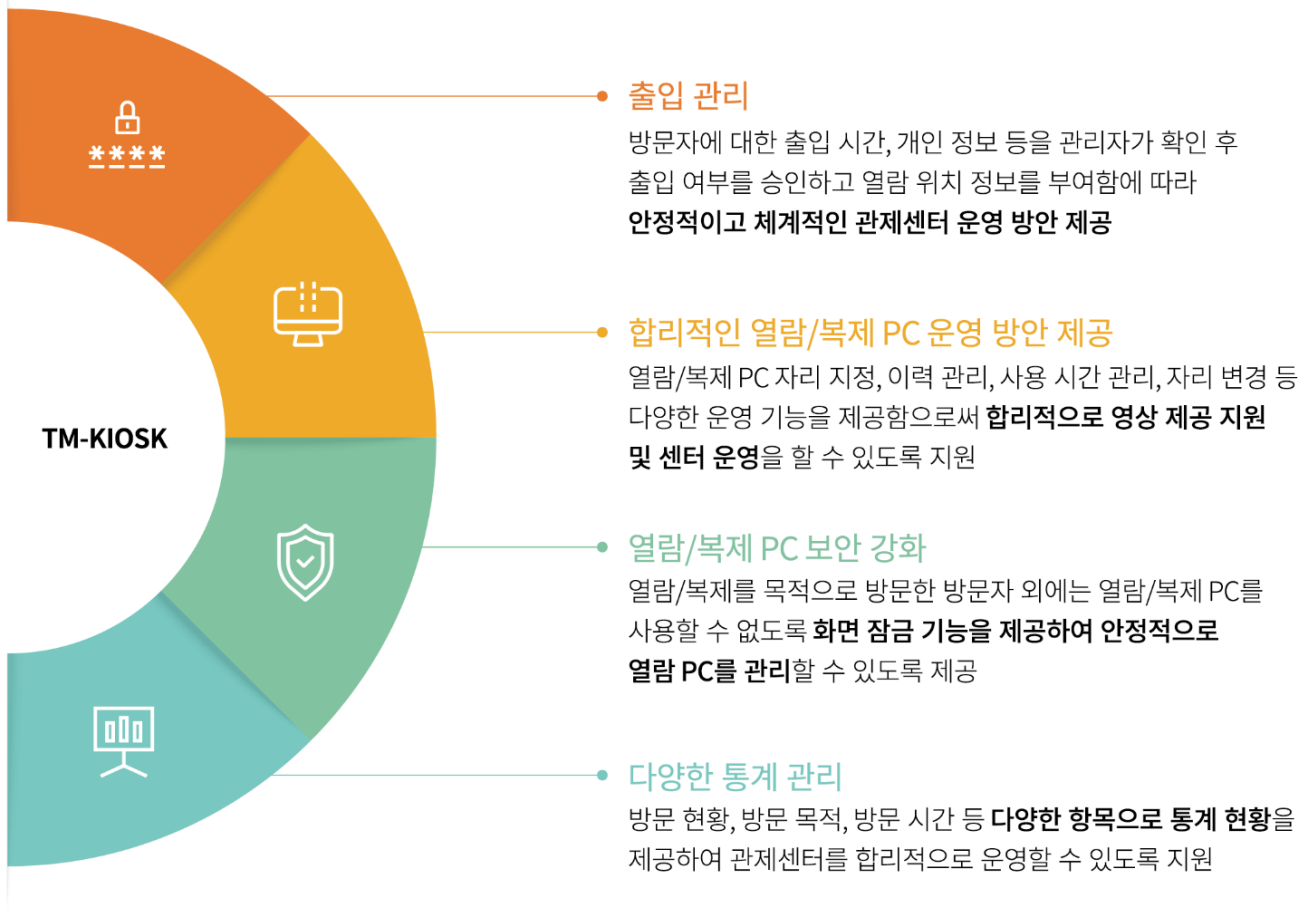 출입 관리
방문자에 대한 출입 시간, 개인 정보 등을 관리자가 확인 후
출입 여부를 승인하고 열람 위치 정보를 부여함에 따라
안정적이고 체계적인 관제센터 운영 방안 제공
합리적인 열람/복제 PC 운영 방안 제공
열람/복제 PC 자리 지정, 이력 관리, 사용 시간 관리, 자리 변경 등
다양한 운영 기능을 제공함으로써 합리적으로 영상 제공 지원
및 센터 운영을 할 수 있도록 지원
TM-KIOSK
열람/복제 PC 보안 강화
열람/복제를 목적으로 방문한 방문자 외에는 열람/복제 PC를
사용할 수 없도록 화면 잠금 기능을 제공하여 안정적으로
열람 PC를 관리할 수 있도록 제공
다양한 통계 관리
방문 현황, 방문 목적, 방문 시간 등 다양한 항목으로 통계 현황을
제공하여 관제센터를 합리적으로 운영할 수 있도록 지원